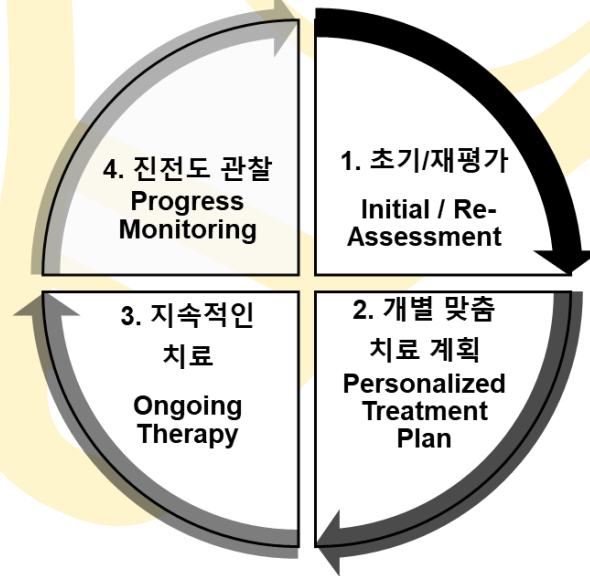 1. 초기/재평가
Initial / Re-
Assessment
2. 개별 맞춤
치료 계획
Personalized
Treatment
Plan
3. 지속적인
치료
Ongoing
Therapy
4. 진전도 관찰
Progress
Monitoring